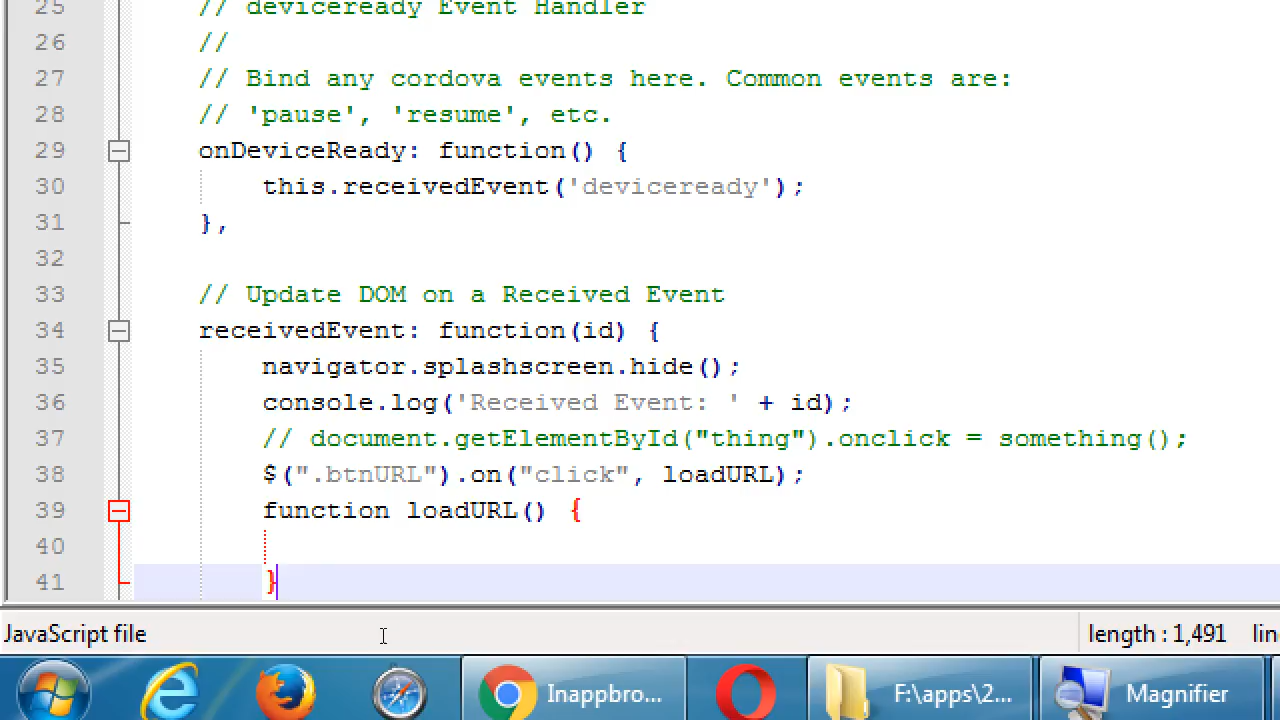 25 // deviceready Event Handler
26 //
27 // Bind any cordova events here. Common events are:
28 // 'pause', 'resume', etc.
29 onDeviceReady: function() {
30 this.receivedEvent('deviceready');
31 },
32
33 // Update DOM on a Received Event
34 receivedEvent: function(id) {
35 navigator.splashscreen.hide();
36 console.log('Received Event: ' + id);
37 // document.getElementById("thing").onclick = something();
38 $(".btnURL").on("click", loadURL);
39 function loadURL() {
40
41 }
JavaScript file length : 1,491 lin
Inappbro... F:\apps\2... Magnifier